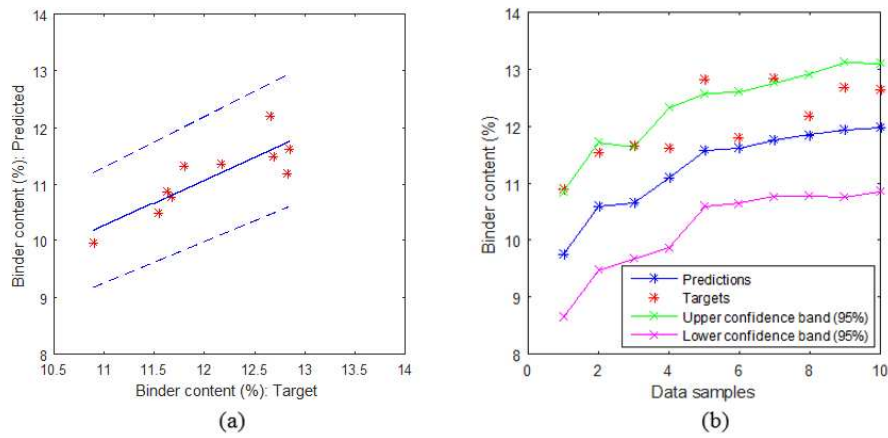 14
13
12
11
10
9
8
10.5
11
11.5
12
12.5
13
13.5
14
Binder content (%): Predicted
Binder content (%): Target
(a)
14
13
12
11
10
9
8
0
2
4
6
8
10
Binder content (%)
Predictions
Targets
Upper confidence band (95%)
Lower confidence band (95%)
Data samples
(b)